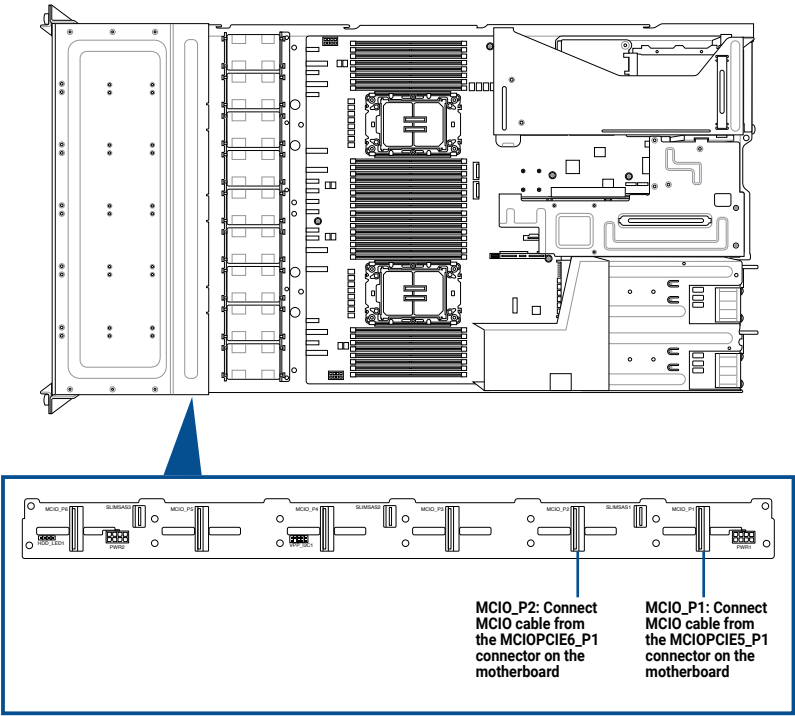 MCIO_P6
SLIMSAS3
MCIO_P5
MCIO_P4
SLIMSAS2
MCIO_P3
MCIO_P2
SLIMSAS1
MCIO_P1
HDD_LED1
PWR2
VPP_I2C1
PWR1
MCIO_P2: Connect
MCIO cable from
the MCIOPCIE6_P1
connector on the
motherboard
MCIO_P1: Connect
MCIO cable from
the MCIOPCIE5_P1
connector on the
motherboard